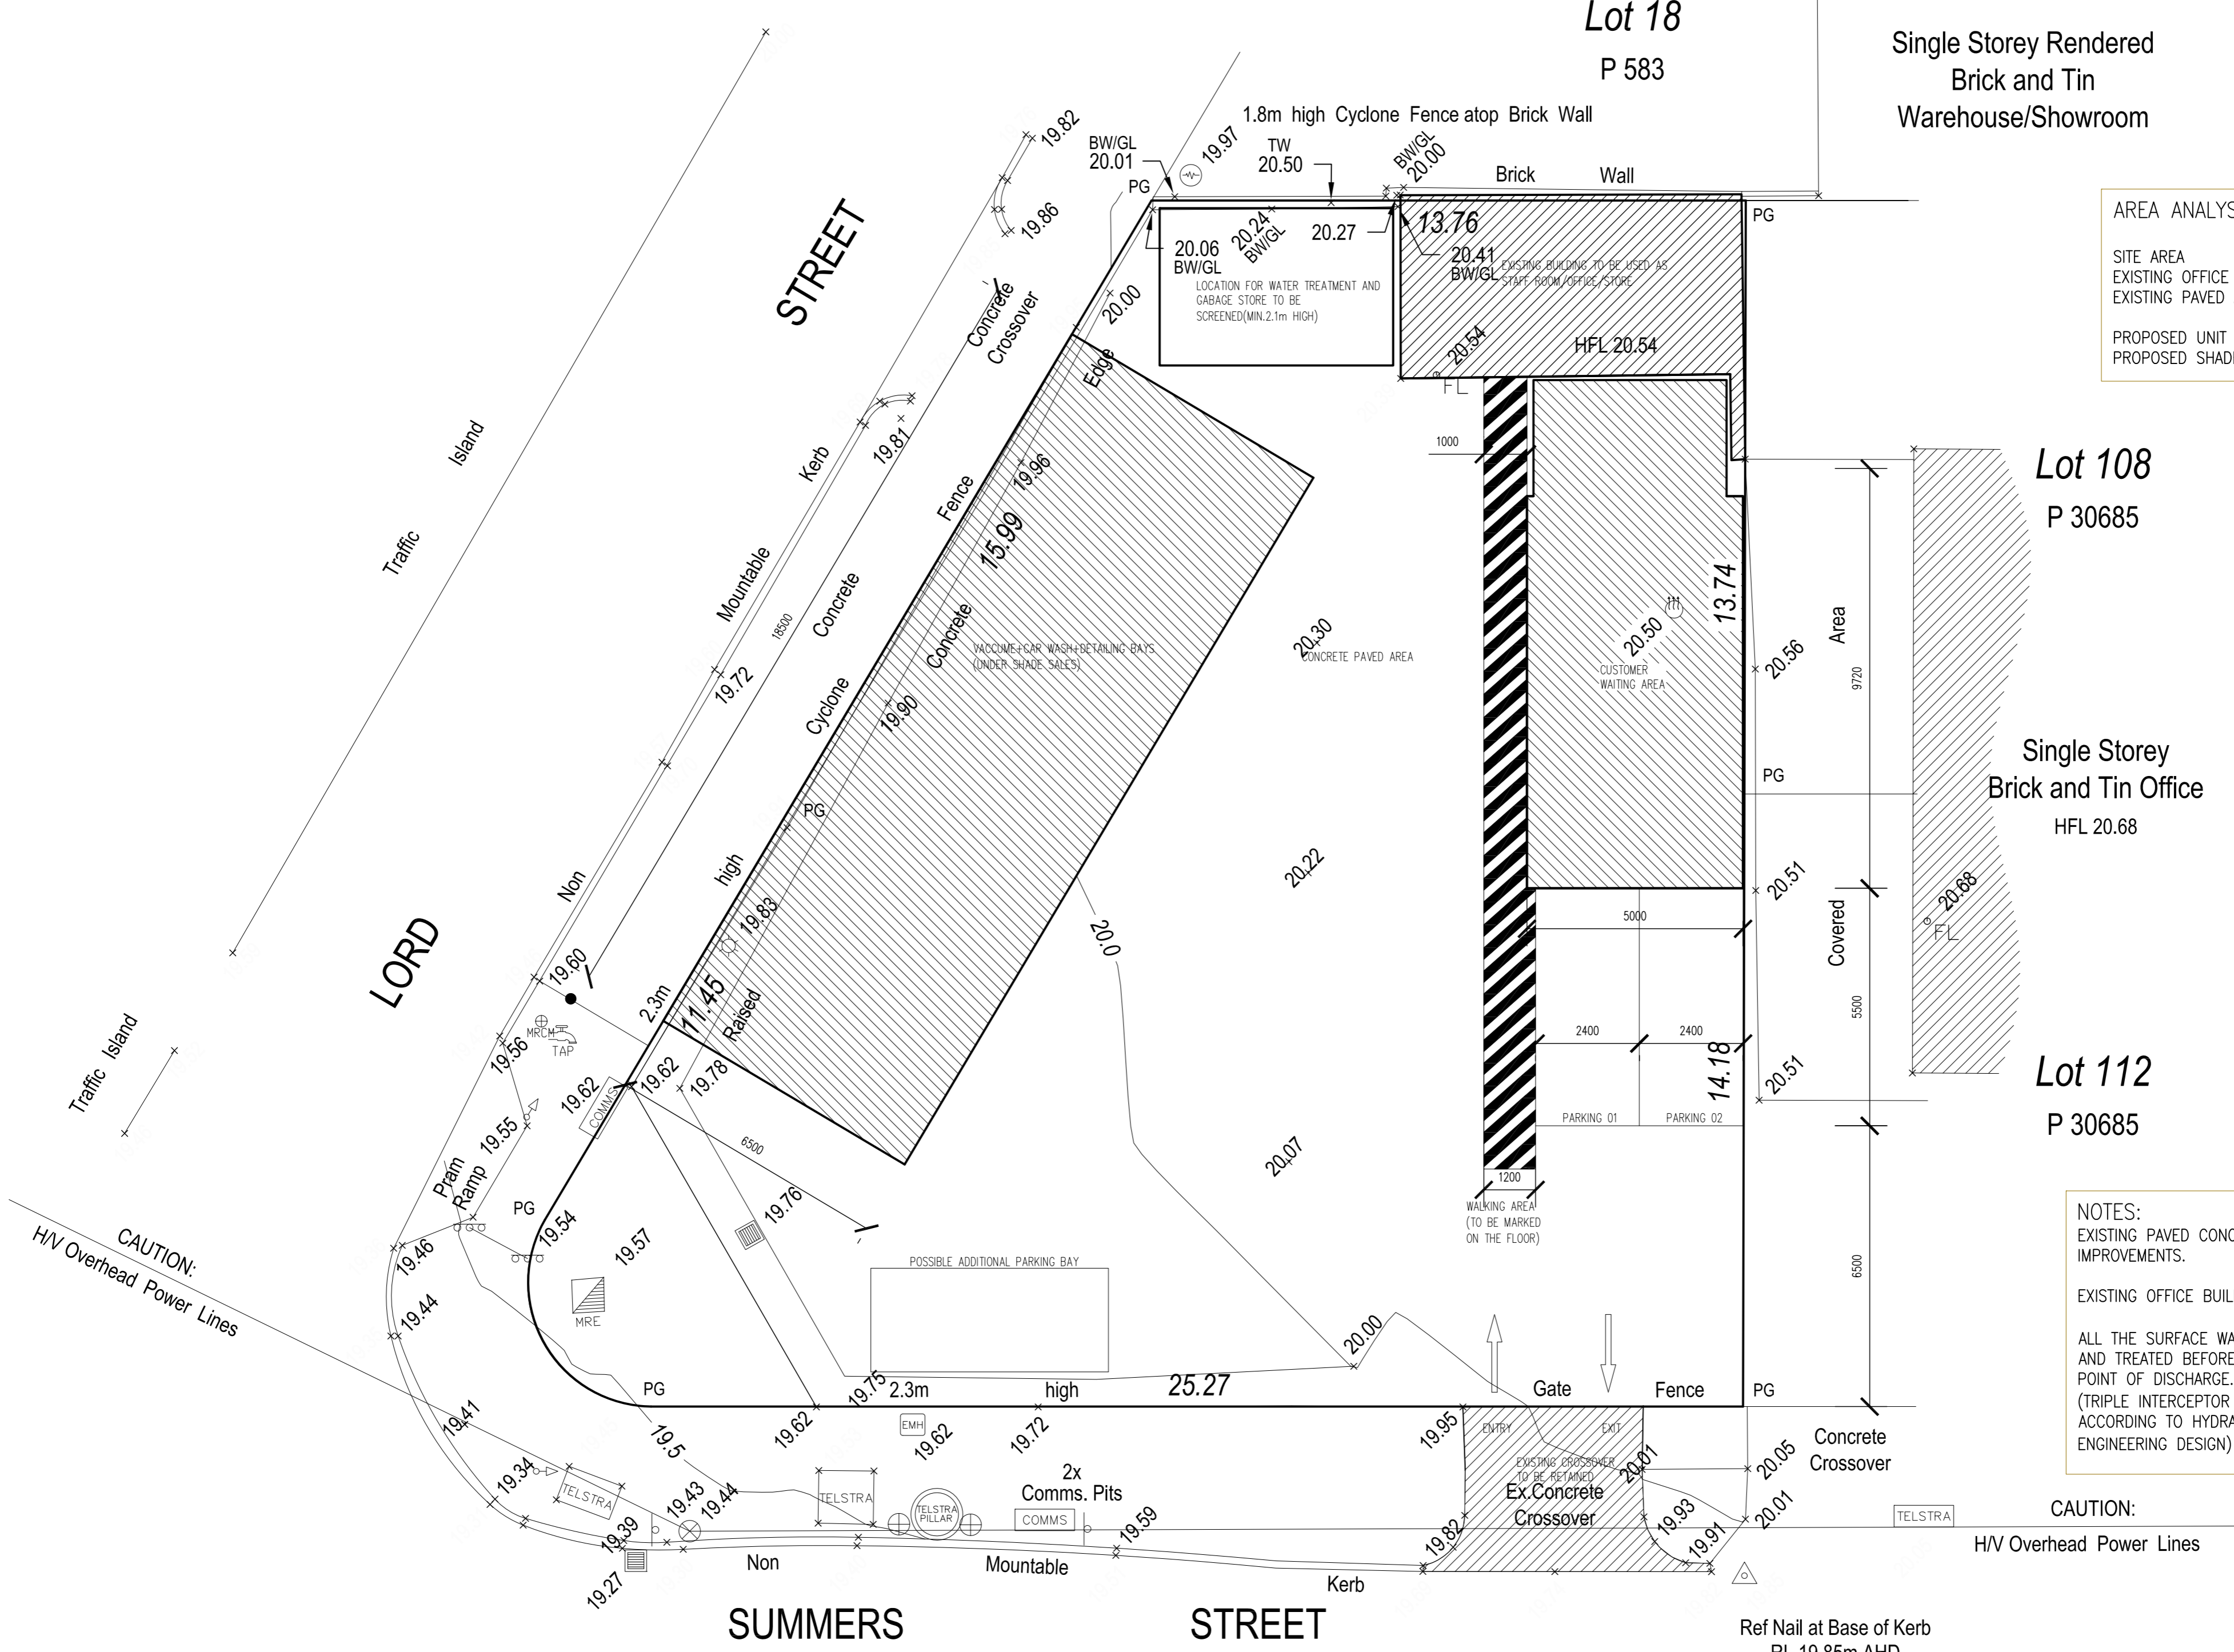 Lot 18
P 583
Single Storey Rendered
Brick and Tin
Warehouse/Showroom
1.8m high Cyclone Fence atop Brick Wall
BW/GL
20.01
19.97
TW
20.50
BW/GL
20.00
Brick Wall
PG
PG
19.82
19.86
13.76
20.06
BW/GL
20.24
BW/GL
20.27
20.41
BW/GL
EXISTING BUILDING TO BE USED AS
STAFF ROOM/OFFICE/STORE
LOCATION FOR WATER TREATMENT AND
GABAGE STORE TO BE
SCREENED(MIN.2.1m HIGH)
HFL 20.54
20.54
FL
AREA ANALYS
SITE AREA
EXISTING OFFICE
EXISTING PAVED
PROPOSED UNIT
PROPOSED SHAD
STREET
Concrete
Crossover
20.00
Edge
Island
Traffic
Kerb
19.81
Fence
19.96
15.99
1000
Mountable
18500
Concrete
Concrete
VACCUME+CAR WASH+DETAILING BAYS
(UNDER SHADE SALES)
20.30
CONCRETE PAVED AREA
20.50
CUSTOMER
WAITING AREA
13.74
20.56
Area
9720
Lot 108
P 30685
19.72
Cyclone
19.90
PG
PG
Single Storey
Brick and Tin Office
HFL 20.68
high
Non
19.83
20.22
20.0
20.51
20.68
FL
Covered
5500
5000
LORD
19.60
2.3m
11.45
Raised
MRCM
TAP
19.56
19.62
COMMS
19.62
19.78
2400
2400
14.18
20.51
PARKING 01
PARKING 02
Lot 112
P 30685
Traffic Island
19.55
Pram
Ramp
PG
19.54
6500
19.76
20.07
1200
WALKING AREA
(TO BE MARKED
ON THE FLOOR)
CAUTION:
H/V Overhead Power Lines
19.46
19.57
19.44
MRE
POSSIBLE ADDITIONAL PARKING BAY
20.00
6500
NOTES:
EXISTING PAVED CONC
IMPROVEMENTS.
EXISTING OFFICE BUIL
ALL THE SURFACE WA
AND TREATED BEFORE
POINT OF DISCHARGE.
(TRIPLE INTERCEPTOR
ACCORDING TO HYDRA
ENGINEERING DESIGN)
PG
19.75
2.3m high
25.27
Gate
Fence
PG
19.41
19.5
19.62
EMH
19.62
19.72
19.95
ENTRY
EXIT
EXISTING CROSSOVER
TO BE RETAINED
Ex.Concrete
Crossover
20.01
20.05
Concrete
Crossover
19.34
TELSTRA
19.43
19.44
TELSTRA
TELSTRA
PILLAR
2x
Comms. Pits
COMMS
19.59
19.82
19.93
19.91
20.01
TELSTRA
CAUTION:
H/V Overhead Power Lines
19.39
19.27
Non
Mountable
Kerb
SUMMERS STREET
Ref Nail at Base of Kerb
RL 19.85m AHD